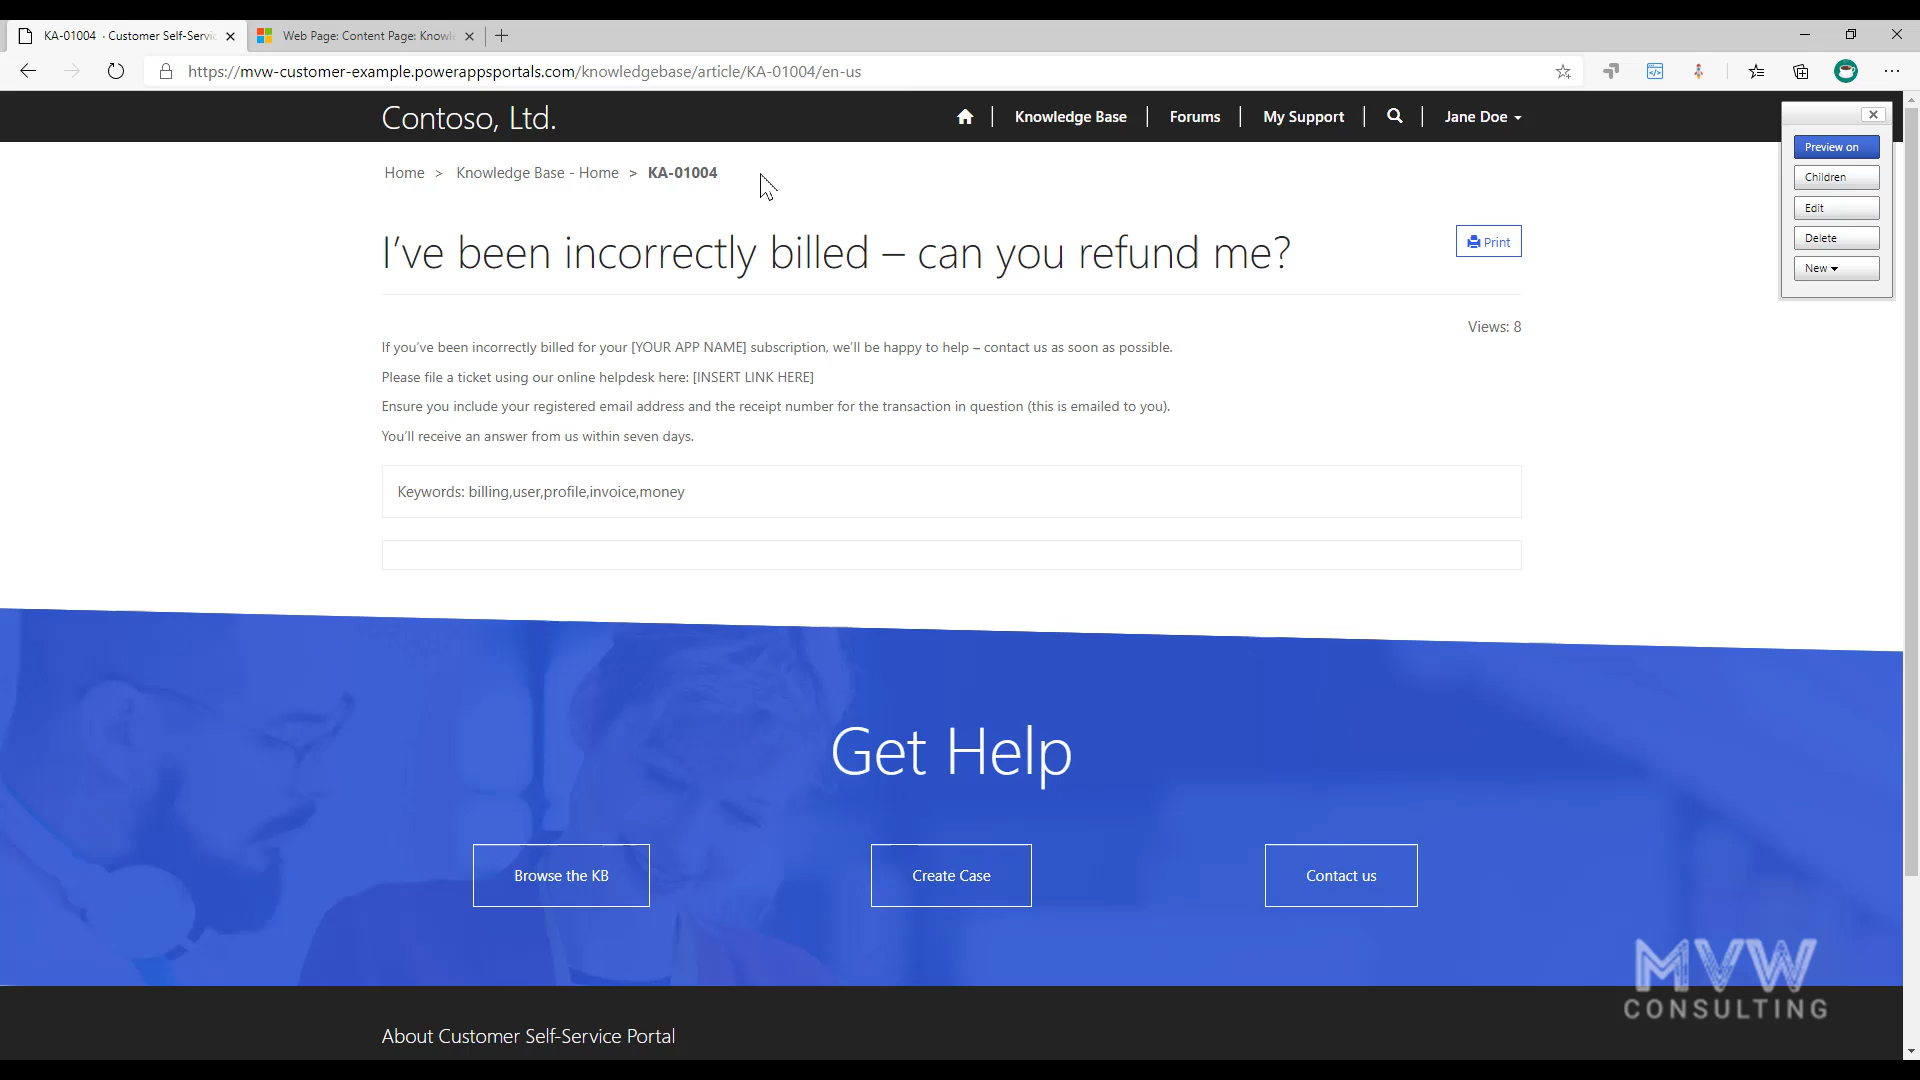 KA-01004 · Customer Self-Servi
Web Page: Content Page: Knowl
https://mvw-customer-example.powerappsportals.com/knowledgebase/article/KA-01004/en-us
Contoso, Ltd.
Knowledge Base
Forums
My Support
Jane Doe
Preview on
Children
Edit
Delete
New
Home > Knowledge Base - Home > KA-01004
I’ve been incorrectly billed – can you refund me?
Print
Views: 8
If you’ve been incorrectly billed for your [YOUR APP NAME] subscription, we’ll be happy to help – contact us as soon as possible.
Please file a ticket using our online helpdesk here: [INSERT LINK HERE]
Ensure you include your registered email address and the receipt number for the transaction in question (this is emailed to you).
You’ll receive an answer from us within seven days.
Keywords: billing,user,profile,invoice,money
Get Help
Browse the KB
Create Case
Contact us
MVW
CONSULTING
About Customer Self-Service Portal